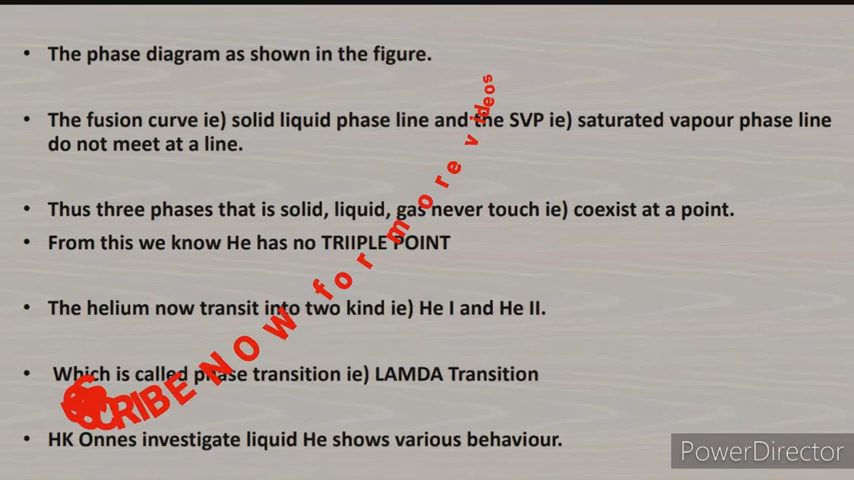 • The phase diagram as shown in the figure.
• The fusion curve ie) solid liquid phase line and the SVP ie) saturated vapour phase line
do not meet at a line.
• Thus three phases that is solid, liquid, gas never touch ie) coexist at a point.
• From this we know He has no TRIIPLE POINT
• The helium now transit into two kind ie) He I and He II.
• Which is called phase transition ie) LAMDA Transition
• HK Onnes investigate liquid He shows various behaviour.
NOW for more videos
PowerDirector